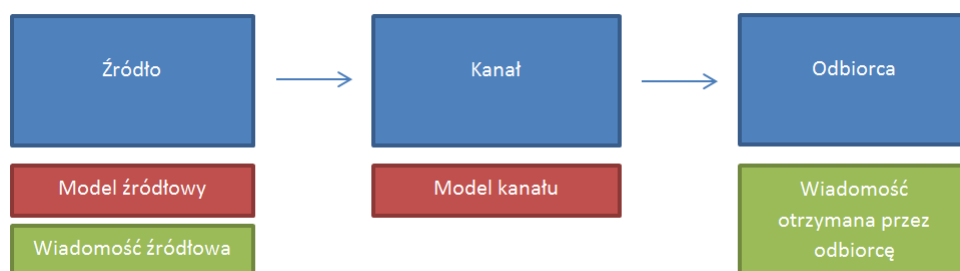 Źródło
Kanał
Odbiorca
Model źródłowy
Model kanału
Wiadomość
otrzymana przez
odbiorcę
Wiadomość źródłowa